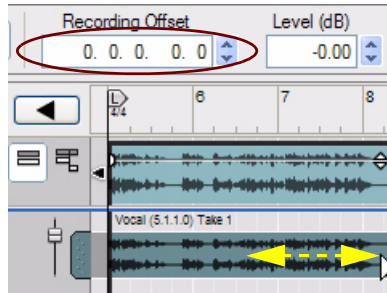 Recording Offset Level (dB)
0. 0. 0. 0 0 -0.00
L 6 7 8
4/4
Vocal (5.1.1.0) Take 1